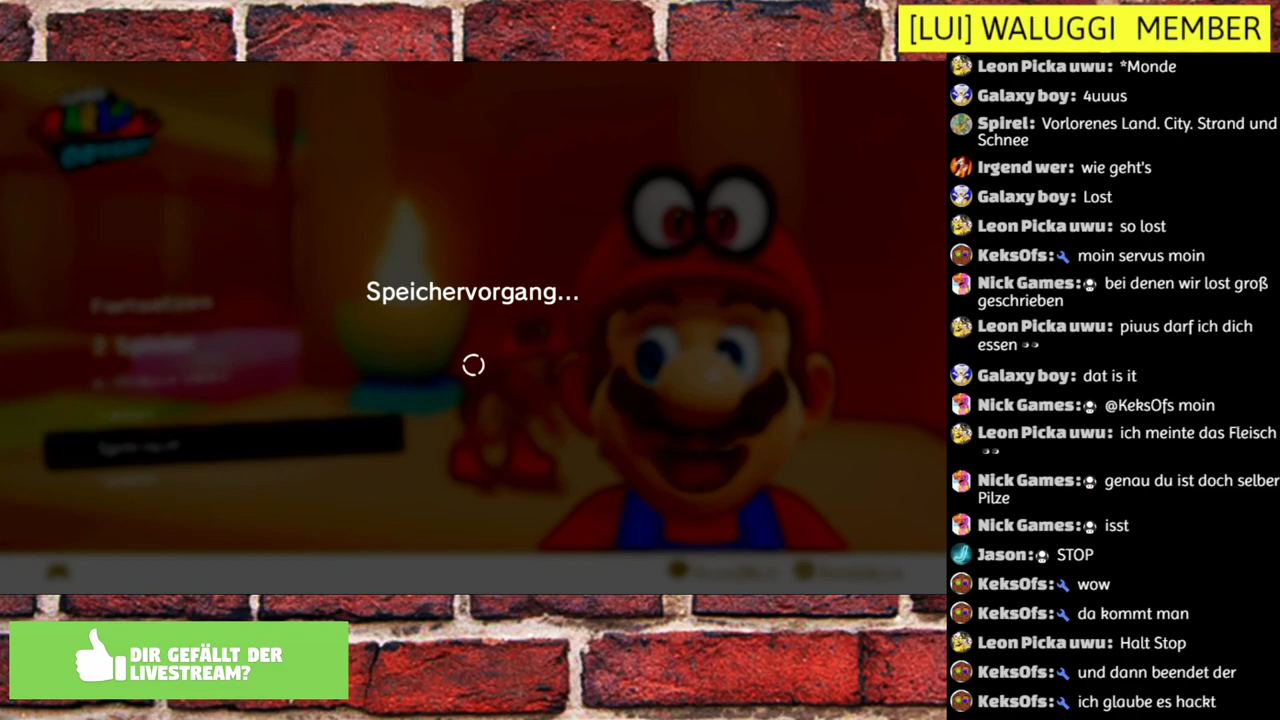 [LUI] WALUGGI MEMBER
Leon Picka uwu: *Monde
Galaxy boy: 4uuus
Spirel: Vorlorenes Land. City. Strand und
Schnee
Irgend wer: wie geht's
Galaxy boy: Lost
Leon Picka uwu: so lost
KeksOfs: moin servus moin
Nick Games: bei denen wir lost groß
geschrieben
Leon Picka uwu: piuus darf ich dich
essen
Galaxy boy: dat is it
Nick Games: @KeksOfs moin
Leon Picka uwu: ich meinte das Fleisch
Nick Games: genau du ist doch selber
Pilze
Nick Games: isst
Jason: STOP
KeksOfs: wow
KeksOfs: da kommt man
Leon Picka uwu: Halt Stop
KeksOfs: und dann beendet der
KeksOfs: ich glaube es hackt
Speichervorgang...
DIR GEFÄLLT DER
LIVESTREAM?